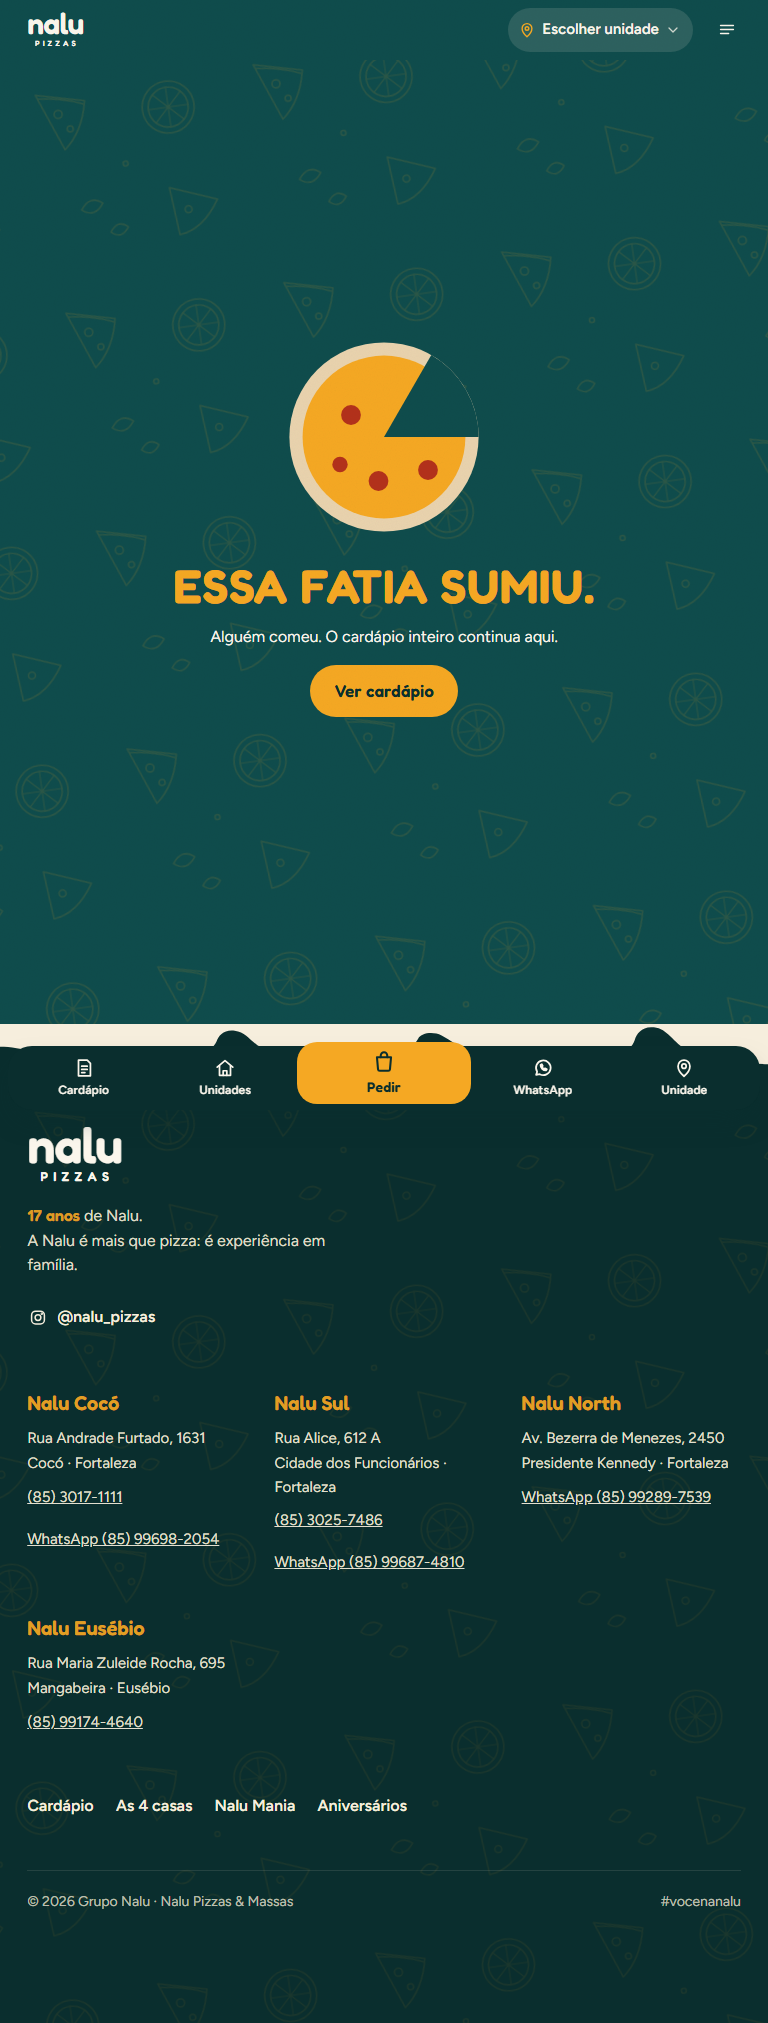 nalu
PIZZAS
Escolher unidade
ESSA FATIA SUMIU.
Alguém comeu. O cardápio inteiro continua aqui.
Ver cardápio
Cardápio
Unidades
Pedir
WhatsApp
Unidade
nalu
PIZZAS
17 anos de Nalu.
A Nalu é mais que pizza: é experiência em
família.
@nalu_pizzas
Nalu Cocó
Rua Andrade Furtado, 1631
Cocó · Fortaleza
(85) 3017-1111
WhatsApp (85) 99698-2054
Nalu Sul
Rua Alice, 612 A
Cidade dos Funcionários ·
Fortaleza
(85) 3025-7486
WhatsApp (85) 99687-4810
Nalu North
Av. Bezerra de Menezes, 2450
Presidente Kennedy · Fortaleza
WhatsApp (85) 99289-7539
Nalu Eusébio
Rua Maria Zuleide Rocha, 695
Mangabeira · Eusébio
(85) 99174-4640
Cardápio As 4 casas Nalu Mania Aniversários
© 2026 Grupo Nalu · Nalu Pizzas & Massas
#vocenanalu